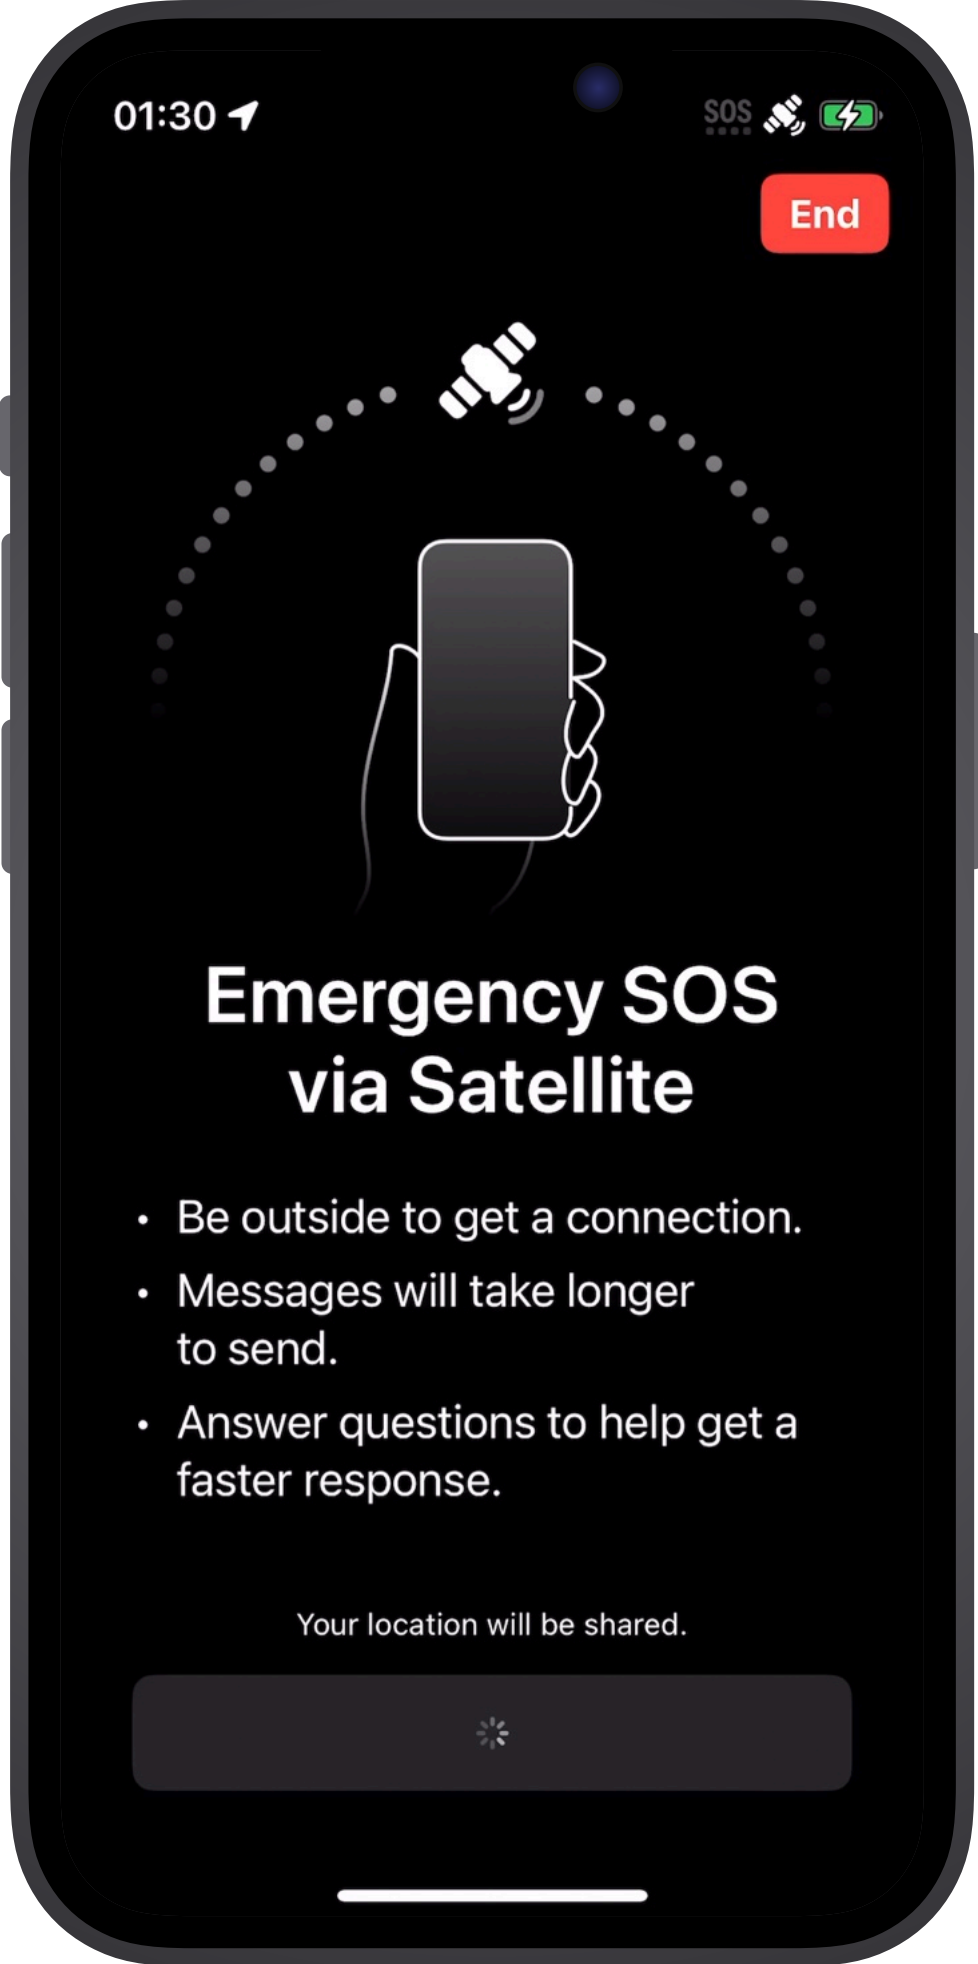 01:30
SOS
End
Emergency SOS
via Satellite
• Be outside to get a connection.
• Messages will take longer
to send.
• Answer questions to help get a
faster response.
Your location will be shared.